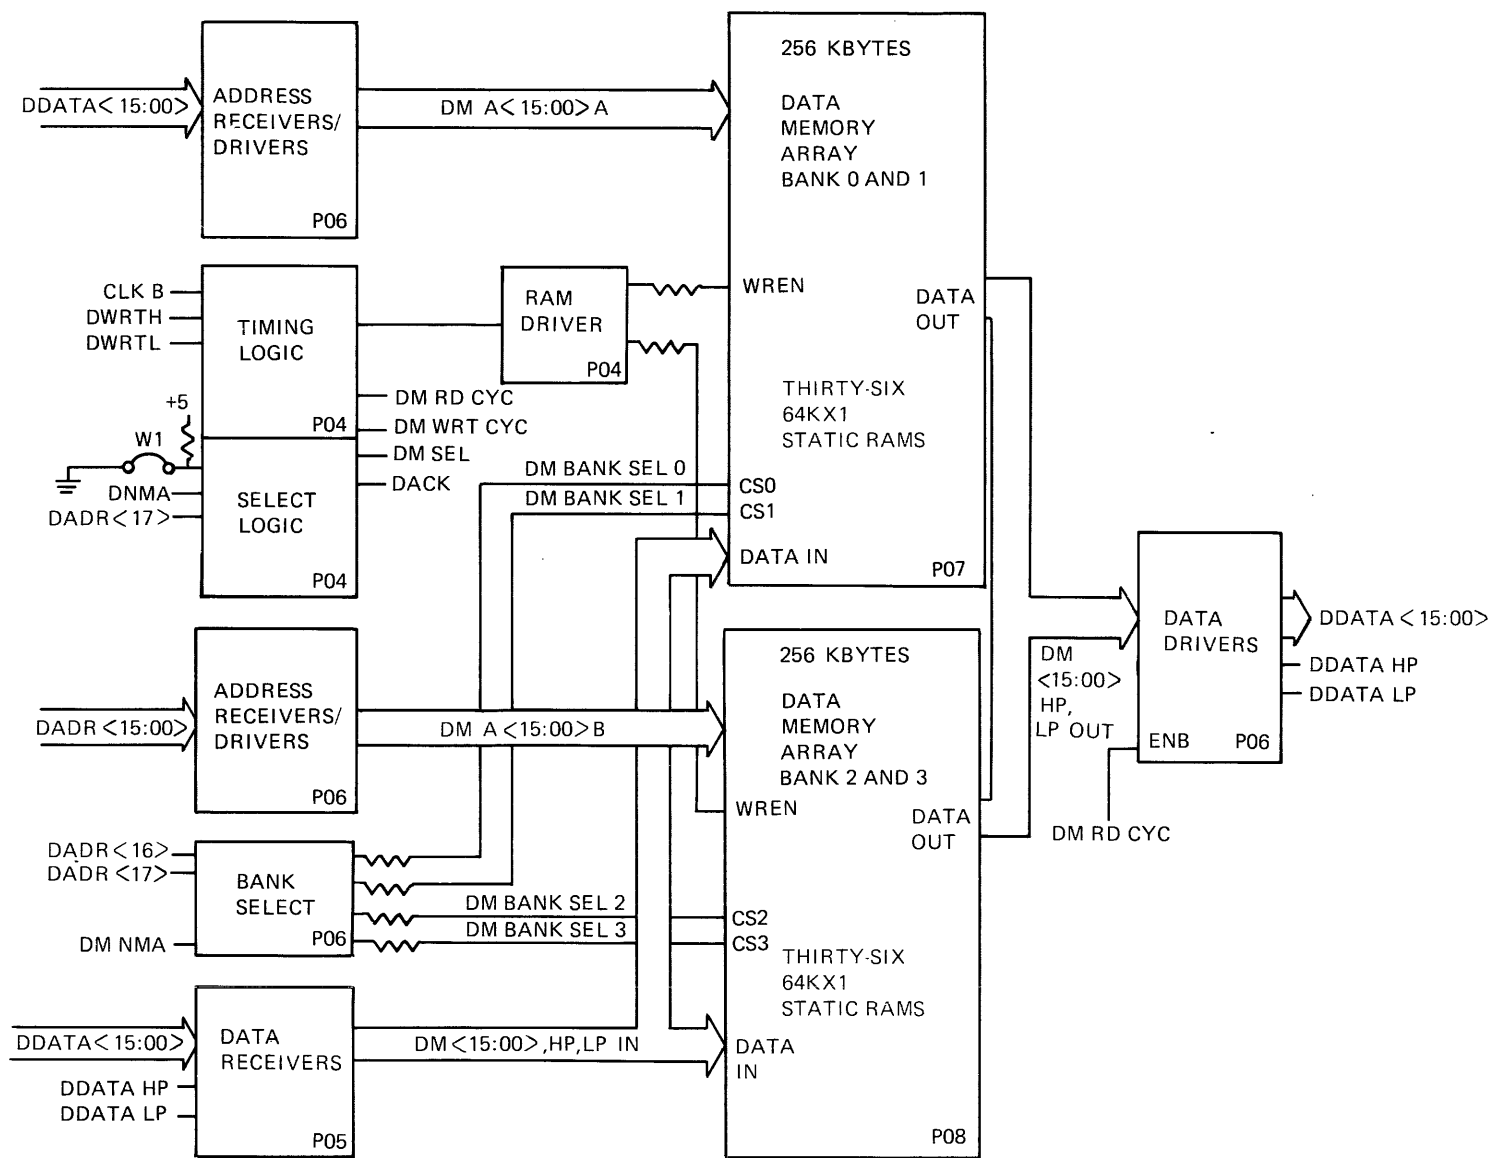 DDATA<15:00>
ADDRESS
RECEIVERS/
DRIVERS
P06
DM A<15:00>A
256 KBYTES
DATA
MEMORY
ARRAY
BANK 0 AND 1
WREN
DATA
OUT
THIRTY-SIX
64KX1
STATIC RAMS
CS0
CS1
DATA IN
P07
CLK B
DWRTH
DWRTL
TIMING
LOGIC
P04
RAM
DRIVER
P04
DM RD CYC
DM WRT CYC
DM SEL
DACK
+5
W1
DNMA
DADR<17>
SELECT
LOGIC
P04
DM BANK SEL 0
DM BANK SEL 1
DADR<15:00>
ADDRESS
RECEIVERS/
DRIVERS
P06
DM A<15:00>B
256 KBYTES
DATA
MEMORY
ARRAY
BANK 2 AND 3
WREN
DATA
OUT
CS2
CS3
THIRTY-SIX
64KX1
STATIC RAMS
DATA
IN
P08
DADR<16>
DADR<17>
DM NMA
BANK
SELECT
P06
DM BANK SEL 2
DM BANK SEL 3
DDATA<15:00>
DDATA HP
DDATA LP
DATA
RECEIVERS
P05
DM<15:00>,HP,LP IN
DM
<15:00>
HP,
LP OUT
DM RD CYC
DATA
DRIVERS
ENB
P06
DDATA<15:00>
DDATA HP
DDATA LP